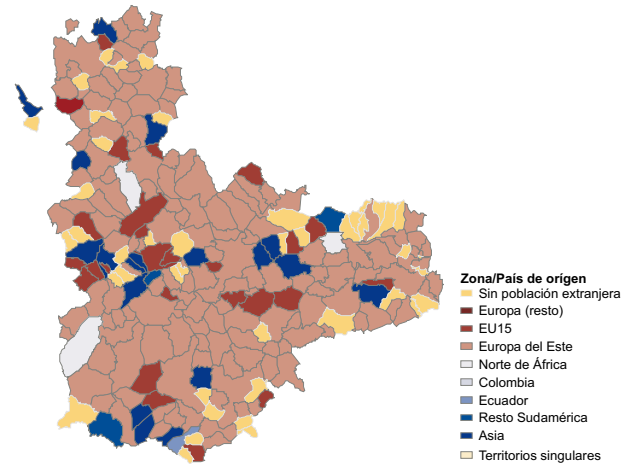 Zona/País de orígen
Sin población extranjera
Europa (resto)
EU15
Europa del Este
Norte de África
Colombia
Ecuador
Resto Sudamérica
Asia
Territorios singulares